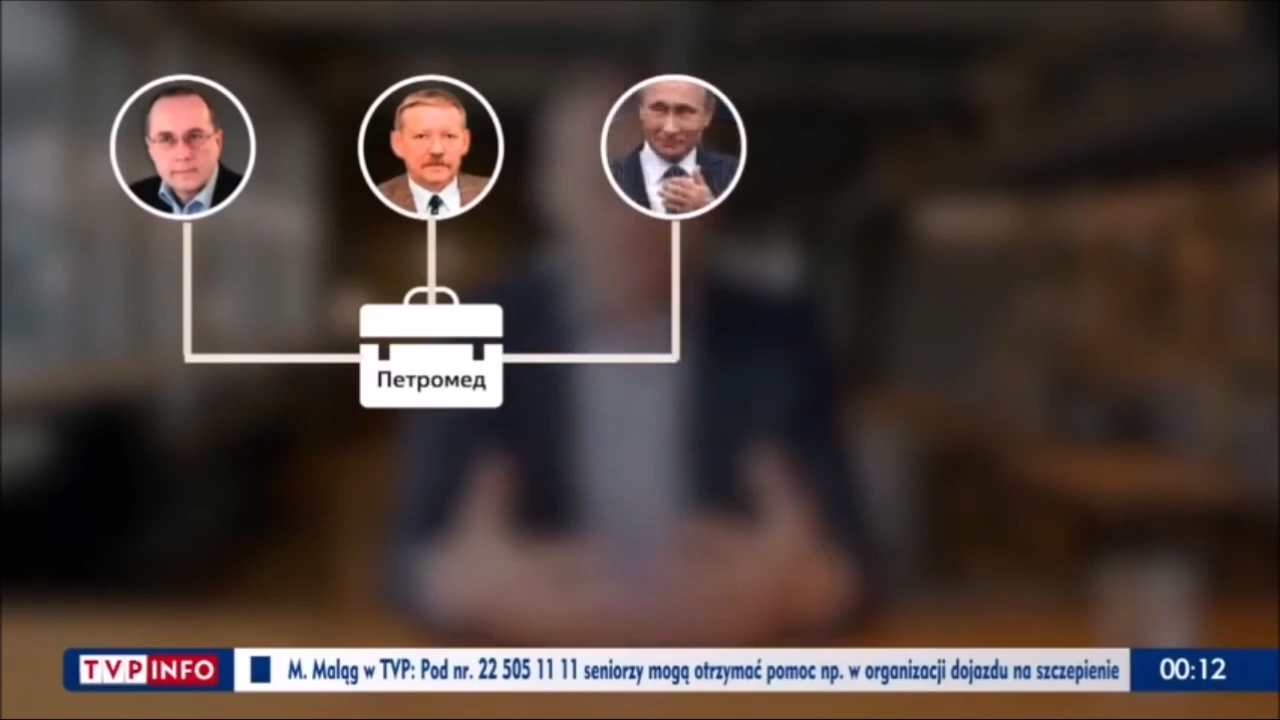 Петромед
TVP INFO
M. Maląg w TVP: Pod nr. 22 505 11 11 seniorzy mogą otrzymać pomoc np. w organizacji dojazdu na szczepienie
00:12